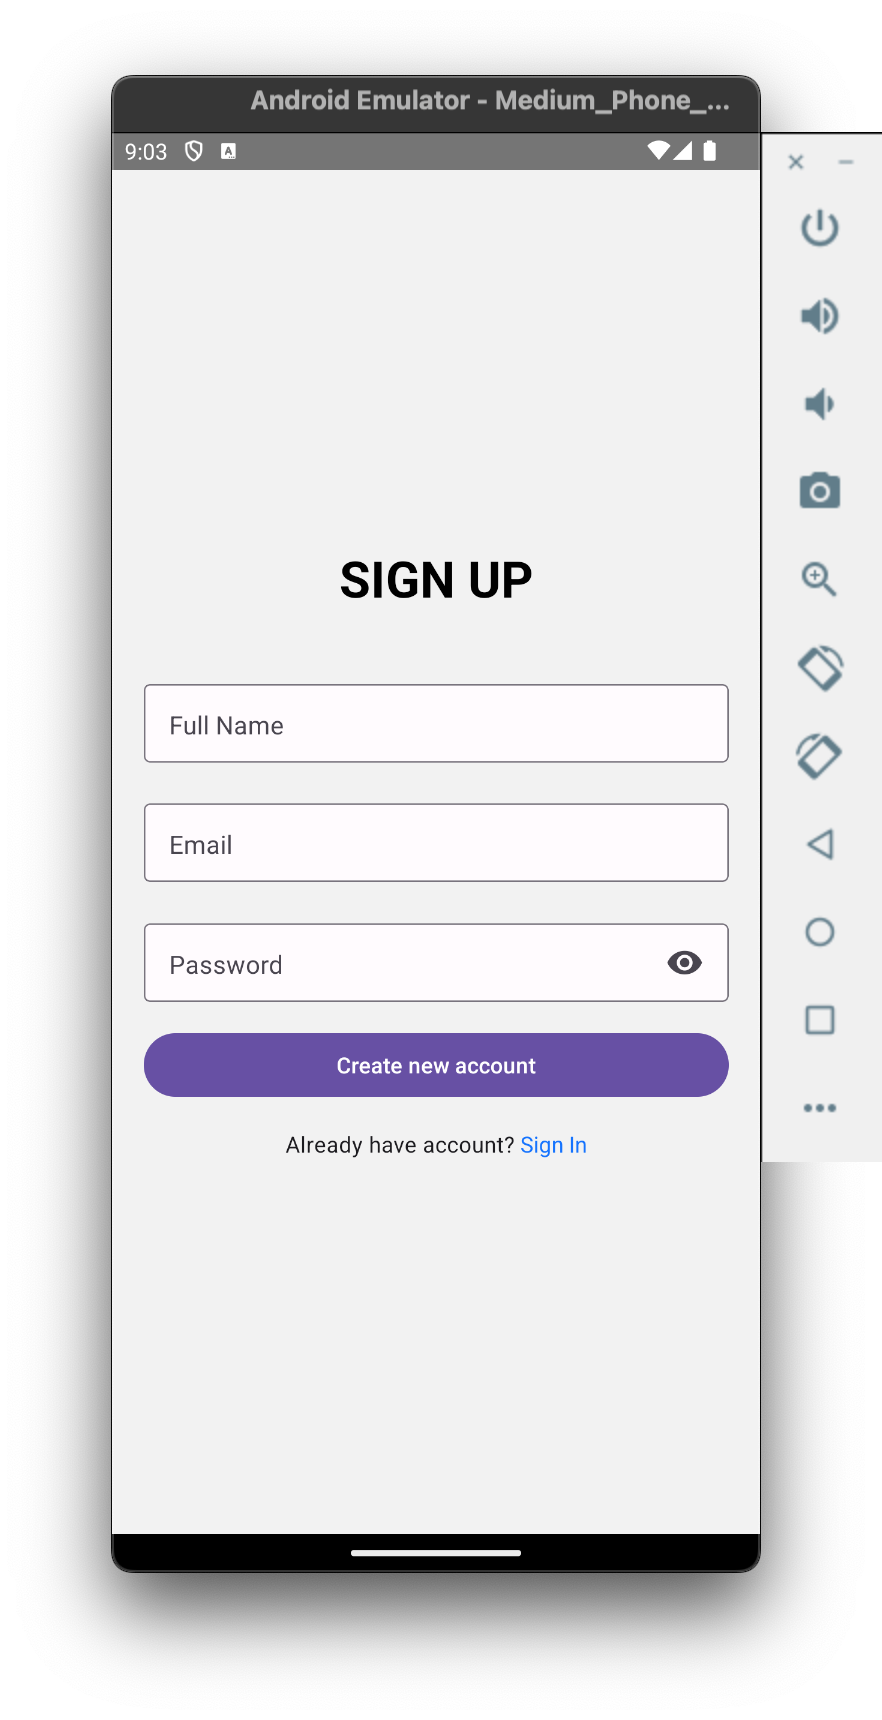 Android Emulator - Medium_Phone_...
9:03
A
SIGN UP
Full Name
Email
Password
Create new account
Already have account? Sign In